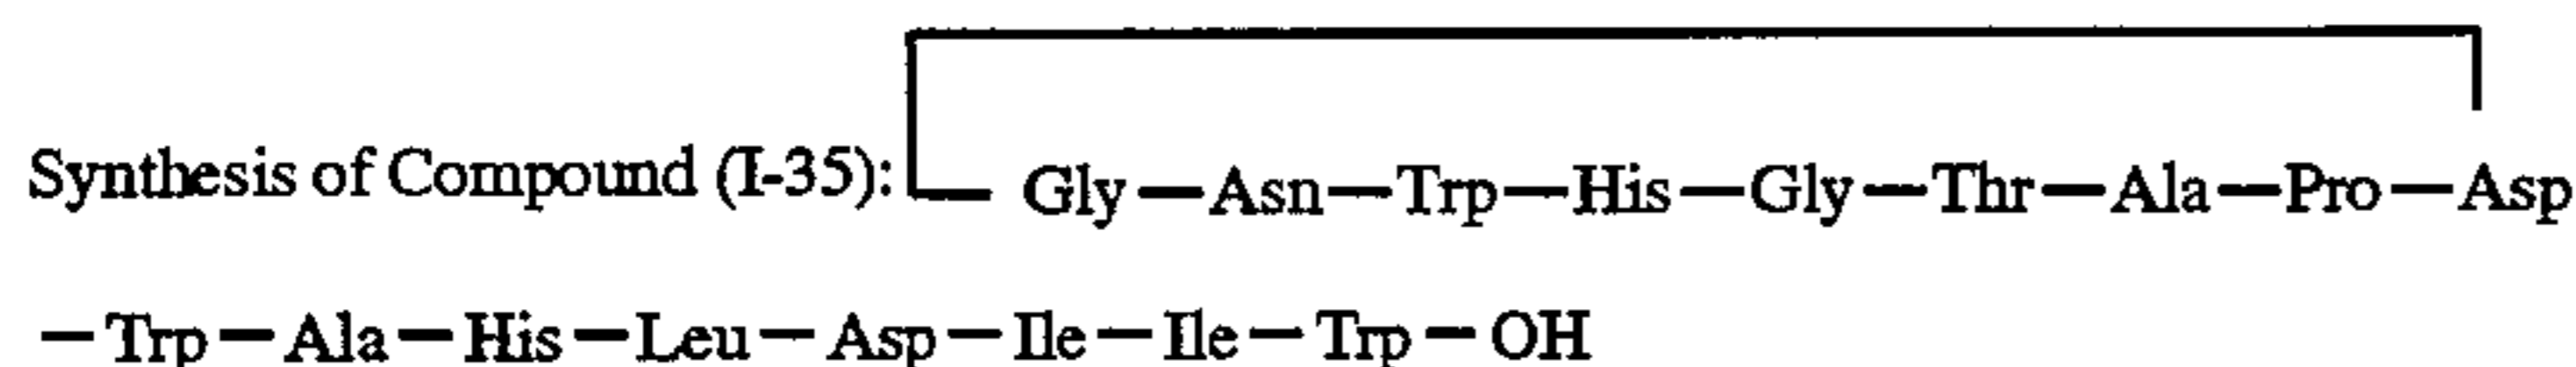 Synthesis of Compound (I-35): Gly—Asn—Trp—His—Gly—Thr—Ala—Pro—Asp
—Trp—Ala—His—Leu—Asp—Ile—Ile—Trp—OH